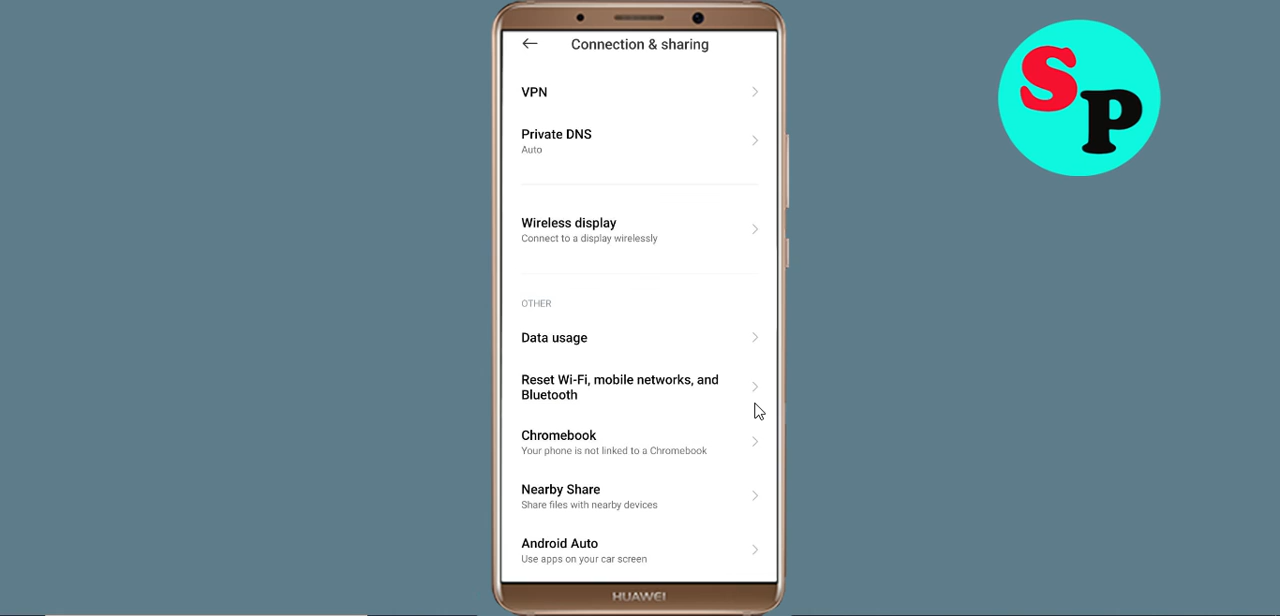 Connection & sharing
VPN
Private DNS
Auto
Wireless display
Connect to a display wirelessly
OTHER
Data usage
Reset Wi-Fi, mobile networks, and
Bluetooth
Chromebook
Your phone is not linked to a Chromebook
Nearby Share
Share files with nearby devices
Android Auto
Use apps on your car screen
HUAWEI
SP